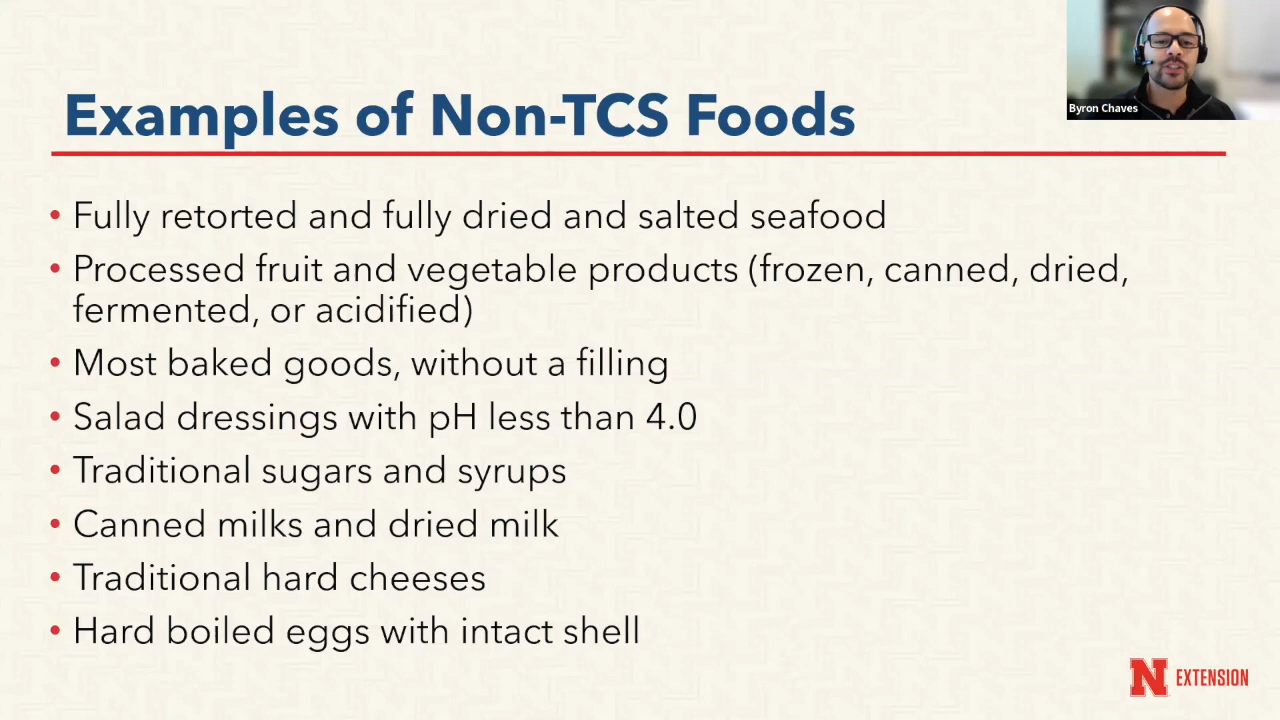 Byron Chaves
Examples of Non-TCS Foods
• Fully retorted and fully dried and salted seafood
• Processed fruit and vegetable products (frozen, canned, dried,
fermented, or acidified)
• Most baked goods, without a filling
• Salad dressings with pH less than 4.0
• Traditional sugars and syrups
• Canned milks and dried milk
• Traditional hard cheeses
• Hard boiled eggs with intact shell
N EXTENSION